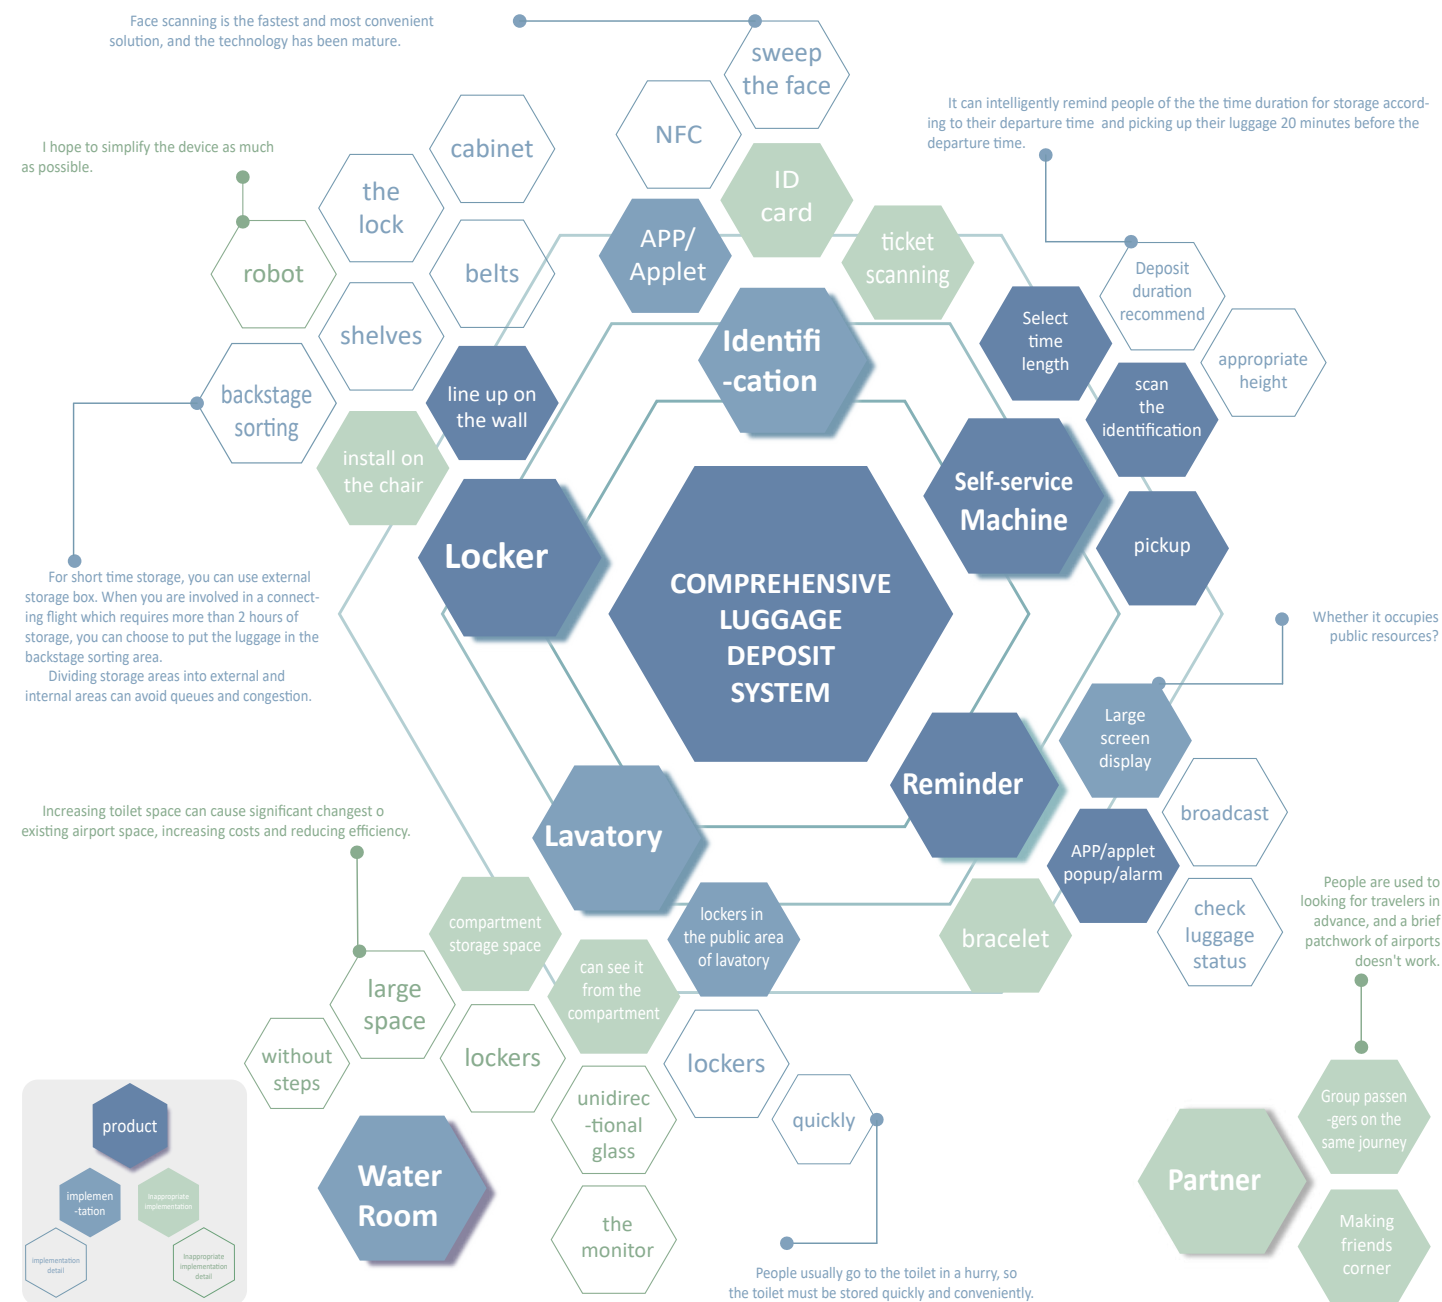 Face scanning is the fastest and most convenient
solution, and the technology has been mature.
sweep
the face
NFC
cabinet
It can intelligently remind people of the the time duration for storage accord-
ing to their departure time and picking up their luggage 20 minutes before the
departure time.
I hope to simplify the device as much
as possible.
the
lock
ID
card
robot
belts
APP/
Applet
ticket
scanning
Deposit
duration
recommend
shelves
Identifi
-cation
Select
time
length
appropriate
height
backstage
sorting
line up on
the wall
scan
the
identification
install on
the chair
Self-service
Machine
Locker
pickup
COMPREHENSIVE
LUGGAGE
DEPOSIT
SYSTEM
For short time storage, you can use external
storage box. When you are involved in a connect-
ing flight which requires more than 2 hours of
storage, you can choose to put the luggage in the
backstage sorting area.
Dividing storage areas into external and
internal areas can avoid queues and congestion.
Whether it occupies
public resources?
Large
screen
display
Reminder
broadcast
Lavatory
Increasing toilet space can cause significant changest o
existing airport space, increasing costs and reducing efficiency.
APP/applet
popup/alarm
check
luggage
status
People are used to
looking for travelers in
advance, and a brief
patchwork of airports
doesn't work.
compartment
storage space
lockers in
the public area
of lavatory
bracelet
can see it
from the
compartment
large
space
without
steps
lockers
lockers
unidirec
-tional
glass
quickly
Group passen
-gers on the
same journey
product
Water
Room
Partner
implemen
-tation
Inappropriate
implementation
the
monitor
Making
friends
corner
implementation
detail
Inappropriate
implementation
detail
People usually go to the toilet in a hurry, so
the toilet must be stored quickly and conveniently.